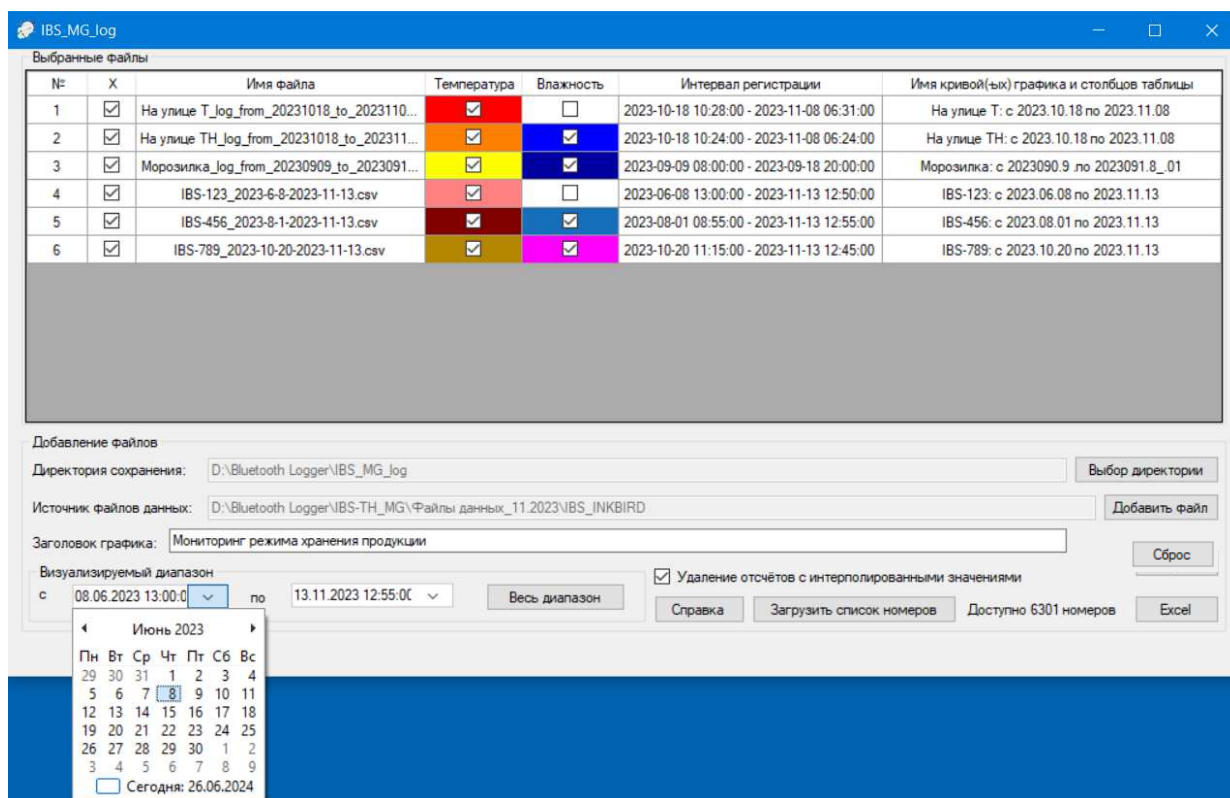 IBS_MG_log
Выбранные файлы
№ X Имя файла Температура Влажность Интервал регистрации Имя кривой(-ых) графика и столбцов таблицы
1 На улице T_log_from_20231018_to_2023110... 2023-10-18 10:28:00 - 2023-11-08 06:31:00 На улице T: с 2023.10.18 по 2023.11.08
2 На улице TH_log_from_20231018_to_202311... 2023-10-18 10:24:00 - 2023-11-08 06:24:00 На улице TH: с 2023.10.18 по 2023.11.08
3 Морозилка_log_from_20230909_to_2023091... 2023-09-09 08:00:00 - 2023-09-18 20:00:00 Морозилка: с 2023090.9 .по 2023091.8_.01
4 IBS-123_2023-6-8-2023-11-13.csv 2023-06-08 13:00:00 - 2023-11-13 12:50:00 IBS-123: с 2023.06.08 по 2023.11.13
5 IBS-456_2023-8-1-2023-11-13.csv 2023-08-01 08:55:00 - 2023-11-13 12:55:00 IBS-456: с 2023.08.01 по 2023.11.13
6 IBS-789_2023-10-20-2023-11-13.csv 2023-10-20 11:15:00 - 2023-11-13 12:45:00 IBS-789: с 2023.10.20 по 2023.11.13
Добавление файлов
Директория сохранения: D:\Bluetooth Logger\IBS_MG_log Выбор директории
Источник файлов данных: D:\Bluetooth Logger\IBS-TH_MG\Файлы данных_11.2023\IBS_INKBIRD Добавить файл
Заголовок графика: Мониторинг режима хранения продукции
Сброс
Визуализируемый диапазон
Удаление отсчётов с интерполированными значениями
с 08.06.2023 13:00:0 по 13.11.2023 12:55:0 Весь диапазон
Справка Загрузить список номеров Доступно 6301 номеров Excel
Июнь 2023
Пн Вт Ср Чт Пт Сб Вс
29 30 31 1 2 3 4
5 6 7 8 9 10 11
12 13 14 15 16 17 18
19 20 21 22 23 24 25
26 27 28 29 30 1 2
3 4 5 6 7 8 9
Сегодня: 26.06.2024